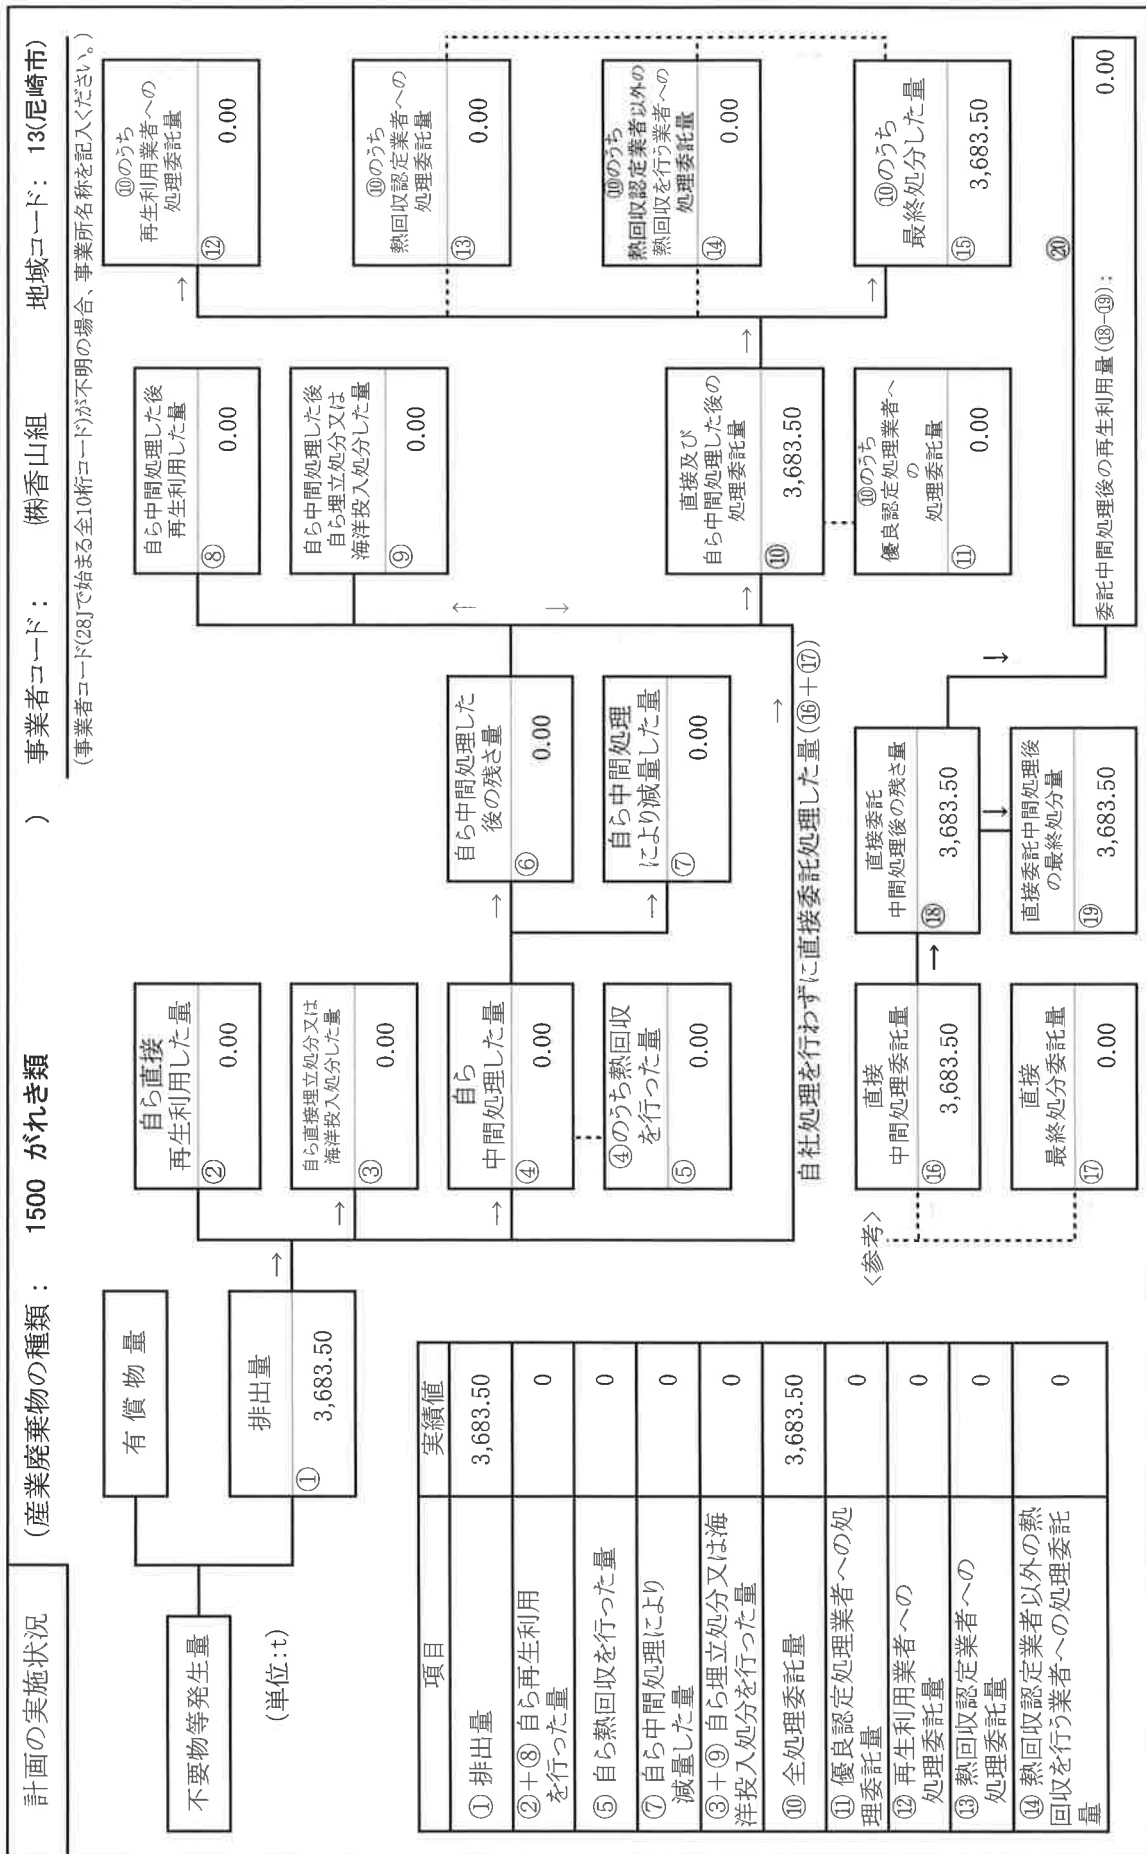 計画の実施状況
(産業廃棄物の種類： 1500 がれき類 )
事業者コード： (株)香山組 地域コード： 13(尼崎市)
(事業者コード(28｣で始まる全10桁コード)が不明の場合、事業所名称を記入ください。)
不要物等発生量
(単位:t)
有 償 物 量
排出量
① 3,683.50
→
自ら直接
再生利用した量
② 0.00
自ら直接埋立処分又は
海洋投入処分した量
③ 0.00
→
自ら
中間処理した量
④ 0.00
→
④のうち熱回収
を行った量
⑤ 0.00
自ら中間処理した
後の残さ量
⑥ 0.00
→
自ら中間処理
により減量した量
⑦ 0.00
→
自ら中間処理した後
再生利用した量
⑧ 0.00
自ら中間処理した後
自ら埋立処分又は
海洋投入処分した量
⑨ 0.00
直接及び
自ら中間処理した後の
処理委託量
⑩ 3,683.50
→
⑩のうち
優良認定処理業者へ
の
処理委託量
⑪ 0.00
⑩のうち
再生利用業者への
処理委託量
⑫ 0.00
→
⑩のうち
熱回収認定業者への
処理委託量
⑬ 0.00
⑩のうち
熱回収認定業者以外の
熱回収を行う業者への
処理委託量
⑭ 0.00
⑩のうち
最終処分した量
⑮ 3,683.50
→
自社処理を行わずに直接委託処理した量(⑯＋⑰)
→
<参考>
直接
中間処理委託量
⑯ 3,683.50
→
直接
最終処分委託量
⑰ 0.00
直接委託
中間処理後の残さ量
⑱ 3,683.50
直接委託中間処理後
の最終処分量
⑲ 3,683.50
⑳
委託中間処理後の再生利用量(⑱-⑲)： 0.00
項目 実績値
① 排出量 3,683.50
②＋⑧ 自ら再生利用
を行った量 0
⑤ 自ら熱回収を行った量 0
⑦ 自ら中間処理により
減量した量 0
③＋⑨ 自ら埋立処分又は海
洋投入処分を行った量 0
⑩ 全処理委託量 3,683.50
⑪ 優良認定処理業者への処
理委託量 0
⑫ 再生利用業者への
処理委託量 0
⑬ 熱回収認定業者への
処理委託量 0
⑭ 熱回収認定業者以外の熱
回収を行う業者への処理委託
量 0